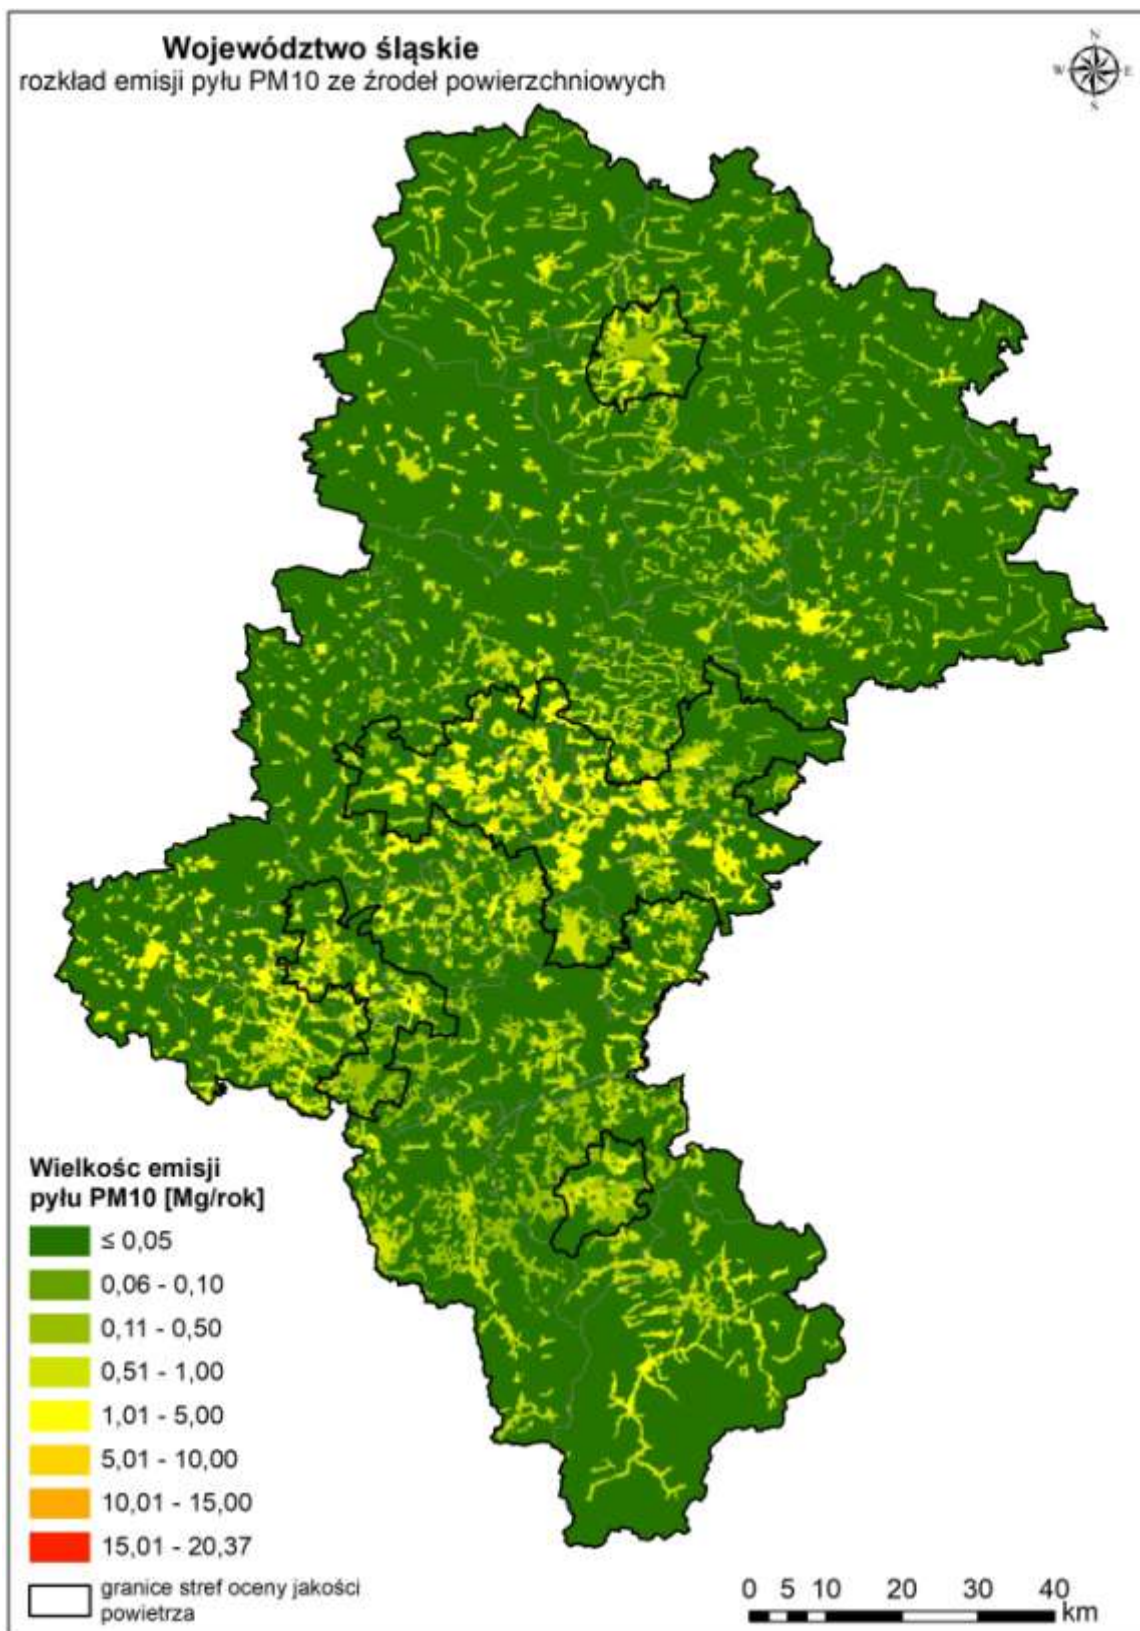 Województwo śląskie
rozkład emisji pyłu PM10 ze źrodeł powierzchniowych
N
W E
S
Wielkośc emisji
pyłu PM10 [Mg/rok]
≤ 0,05
0,06 - 0,10
0,11 - 0,50
0,51 - 1,00
1,01 - 5,00
5,01 - 10,00
10,01 - 15,00
15,01 - 20,37
granice stref oceny jakości
powietrza
0 5 10 20 30 40
km